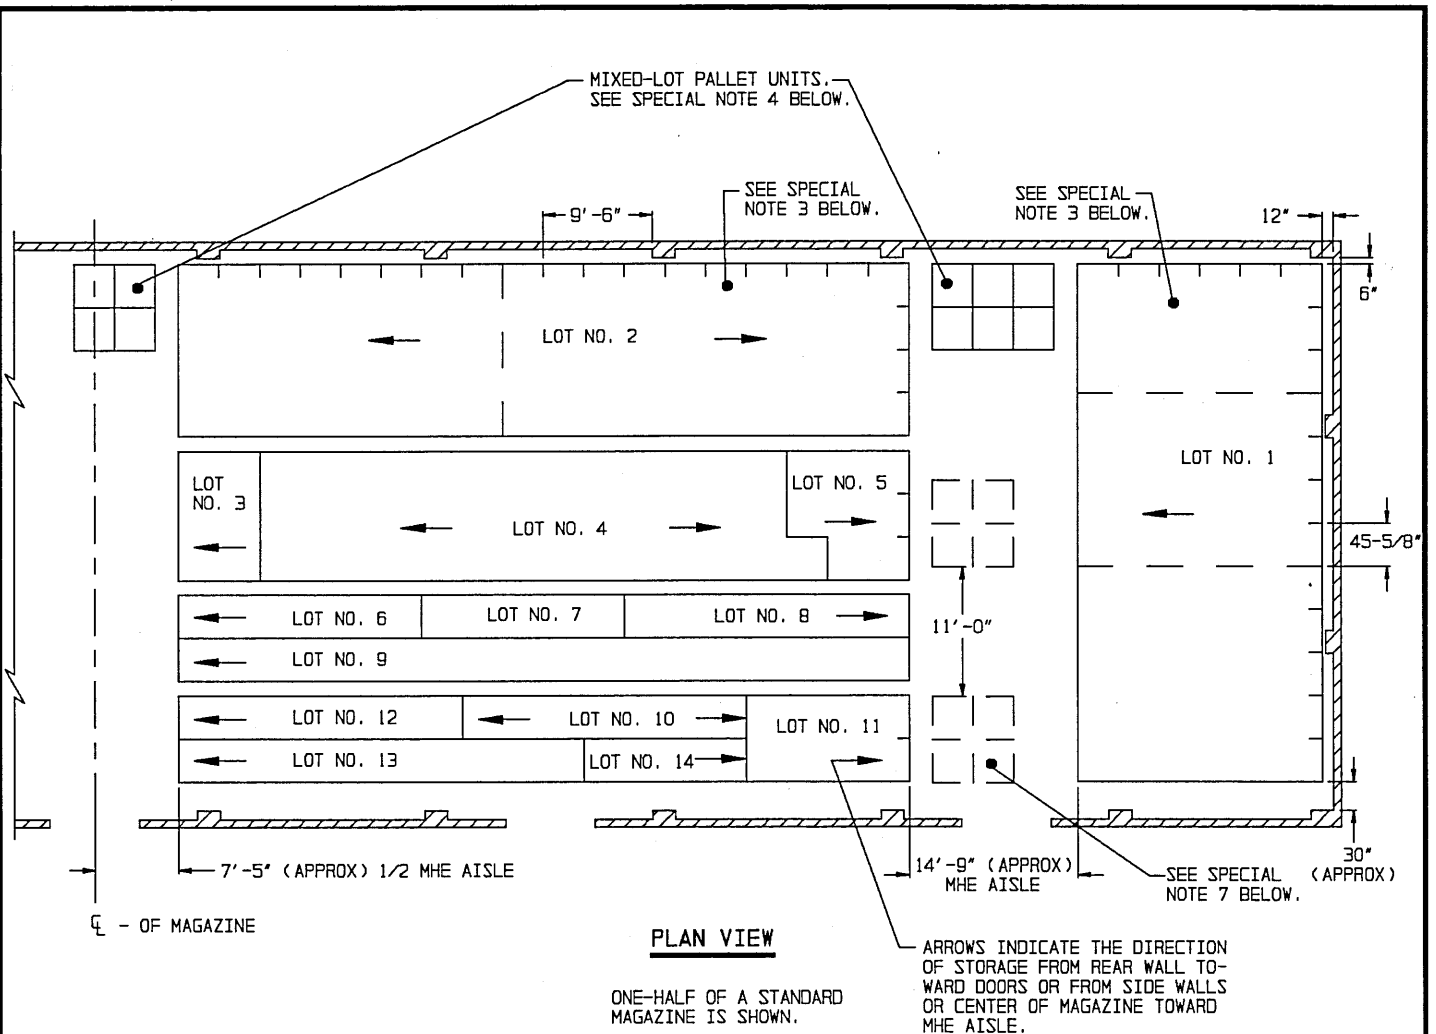 MIXED-LOT PALLET UNITS.
SEE SPECIAL NOTE 4 BELOW.
SEE SPECIAL
NOTE 3 BELOW.
SEE SPECIAL
NOTE 3 BELOW.
9'-6"
12"
6"
LOT NO. 2
LOT NO. 1
LOT
NO. 3
LOT NO. 4
LOT NO. 5
45-5/8"
LOT NO. 6
LOT NO. 7
LOT NO. 8
11'-0"
LOT NO. 9
LOT NO. 12
LOT NO. 10
LOT NO. 11
LOT NO. 13
LOT NO. 14
7'-5" (APPROX) 1/2 MHE AISLE
14'-9" (APPROX)
MHE AISLE
SEE SPECIAL
NOTE 7 BELOW.
30"
(APPROX)
℄ - OF MAGAZINE
PLAN VIEW
ONE-HALF OF A STANDARD
MAGAZINE IS SHOWN.
ARROWS INDICATE THE DIRECTION
OF STORAGE FROM REAR WALL TO-
WARD DOORS OR FROM SIDE WALLS
OR CENTER OF MAGAZINE TOWARD
MHE AISLE.